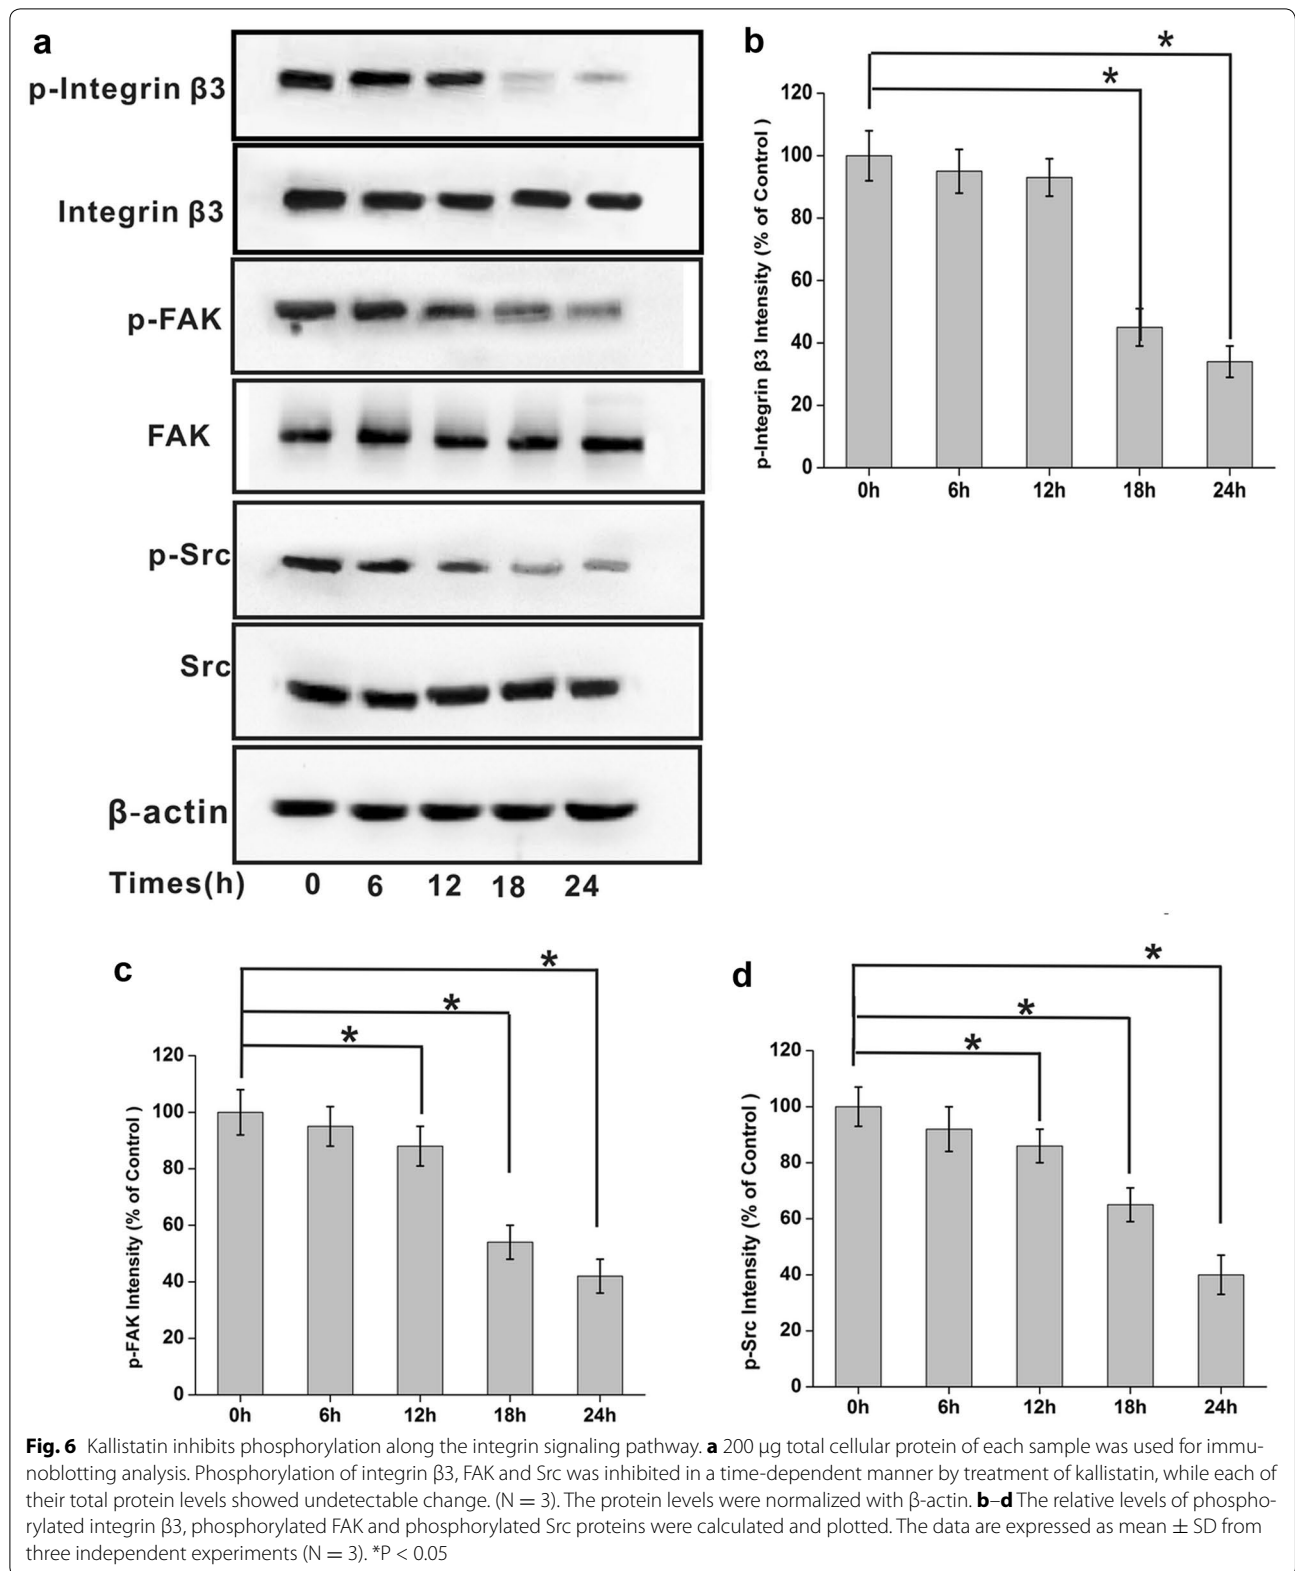 a
p-Integrin β3
Integrin β3
p-FAK
FAK
p-Src
Src
β-actin
Times(h) 0 6 12 18 24
b
* 
*
p-Integrin β3 Intensity (% of Control )
120
100
80
60
40
20
0
0h 6h 12h 18h 24h
c
*
*
*
p-FAK Intensity (% of Control )
120
100
80
60
40
20
0
0h 6h 12h 18h 24h
d
*
*
*
p-Src Intensity (% of Control )
120
100
80
60
40
20
0
0h 6h 12h 18h 24h
Fig. 6 Kallistatin inhibits phosphorylation along the integrin signaling pathway. a 200 μg total cellular protein of each sample was used for immu-
noblotting analysis. Phosphorylation of integrin β3, FAK and Src was inhibited in a time-dependent manner by treatment of kallistatin, while each of
their total protein levels showed undetectable change. (N = 3). The protein levels were normalized with β-actin. b–d The relative levels of phospho-
rylated integrin β3, phosphorylated FAK and phosphorylated Src proteins were calculated and plotted. The data are expressed as mean ± SD from
three independent experiments (N = 3). *P < 0.05